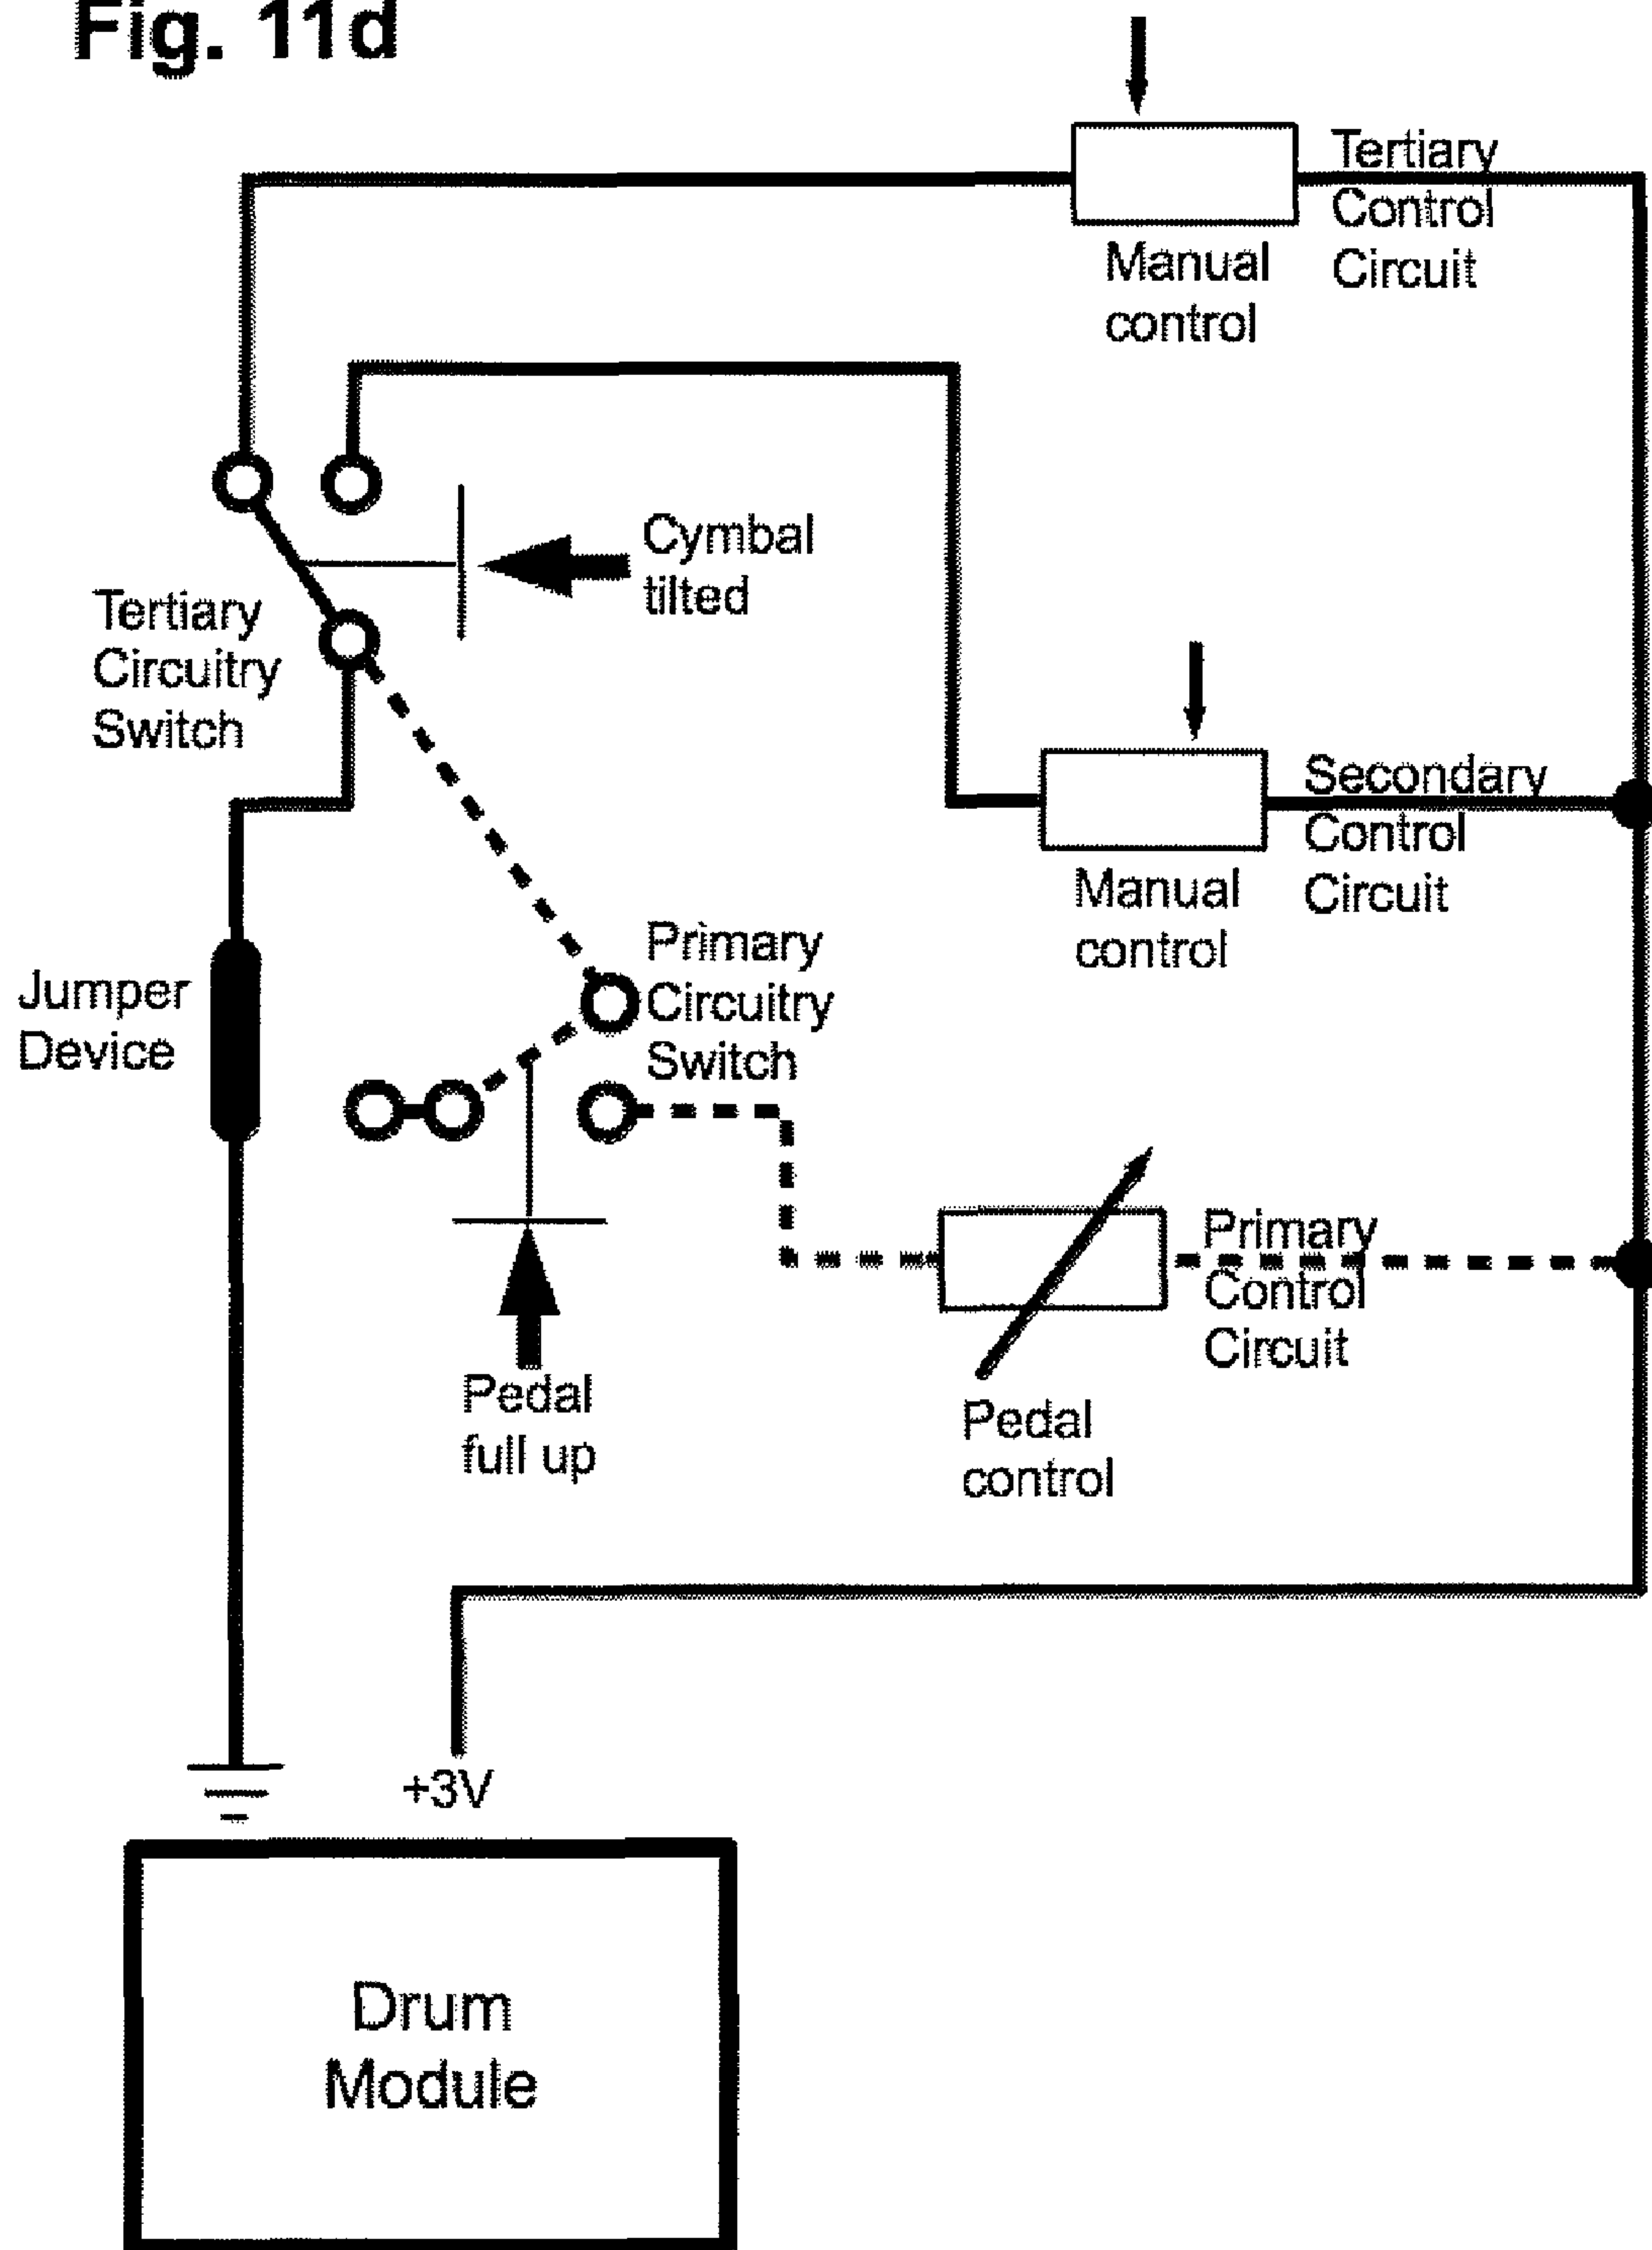 Fig. 11d
Tertiary
Control
Circuit
Manual
control
Cymbal
tilted
Tertiary
Circuitry
Switch
Secondary
Control
Circuit
Manual
control
Primary
Circuitry
Switch
Jumper
Device
Primary
Control
Circuit
Pedal
full up
Pedal
control
+3V
Drum
Module